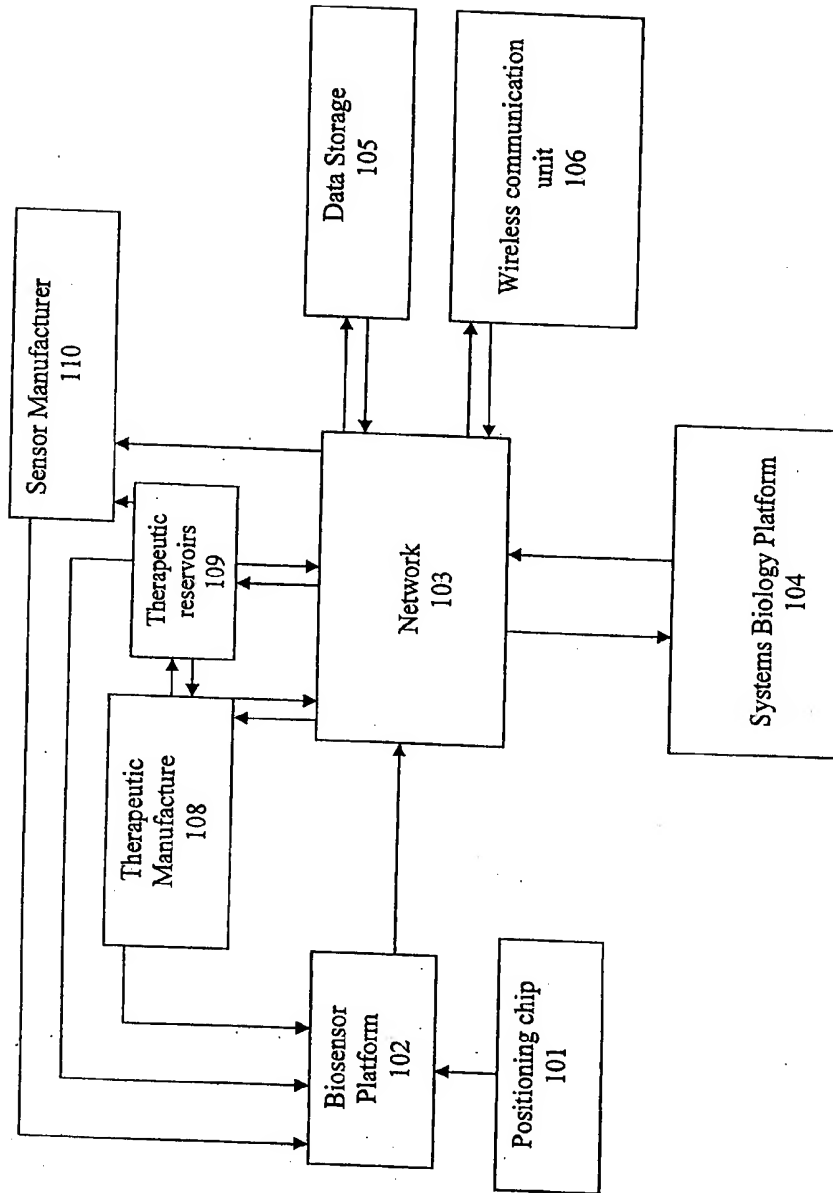 Sensor Manufacturer
110
Therapeutic
reservoirs
109
Therapeutic
Manufacture
108
Data Storage
105
Biosensor
Platform
102
Network
103
Wireless communication
unit
106
Positioning chip
101
Systems Biology Platform
104